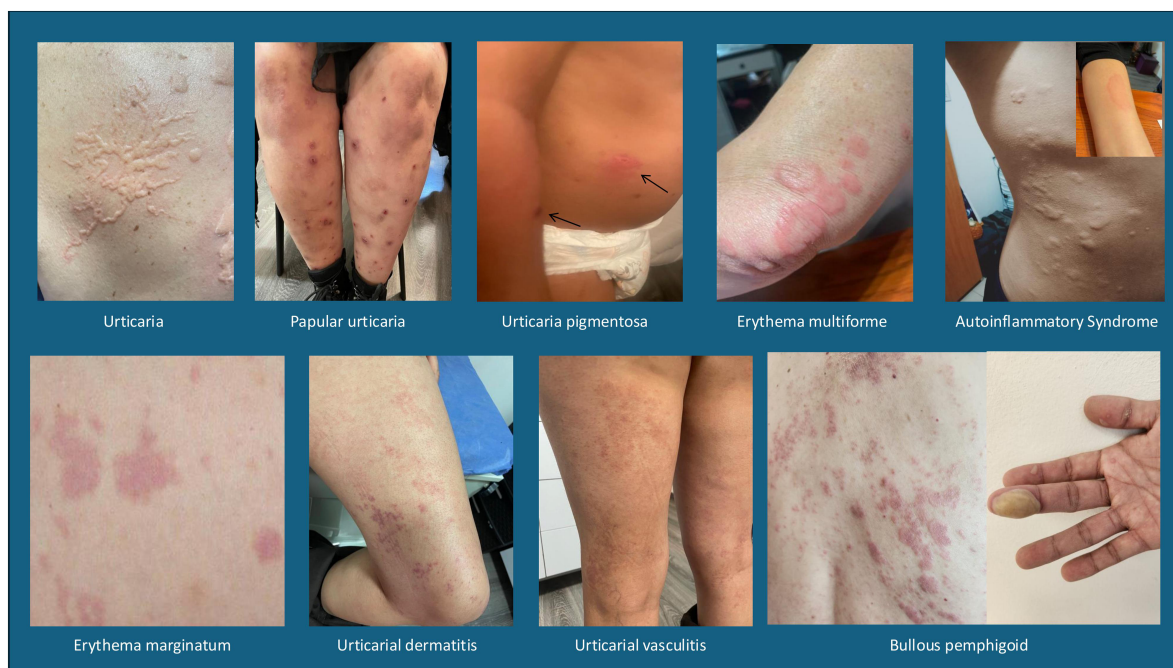 Urticaria
Papular urticaria
Urticaria pigmentosa
Erythema multiforme
Autoinflammatory Syndrome
Erythema marginatum
Urticarial dermatitis
Urticarial vasculitis
Bullous pemphigoid